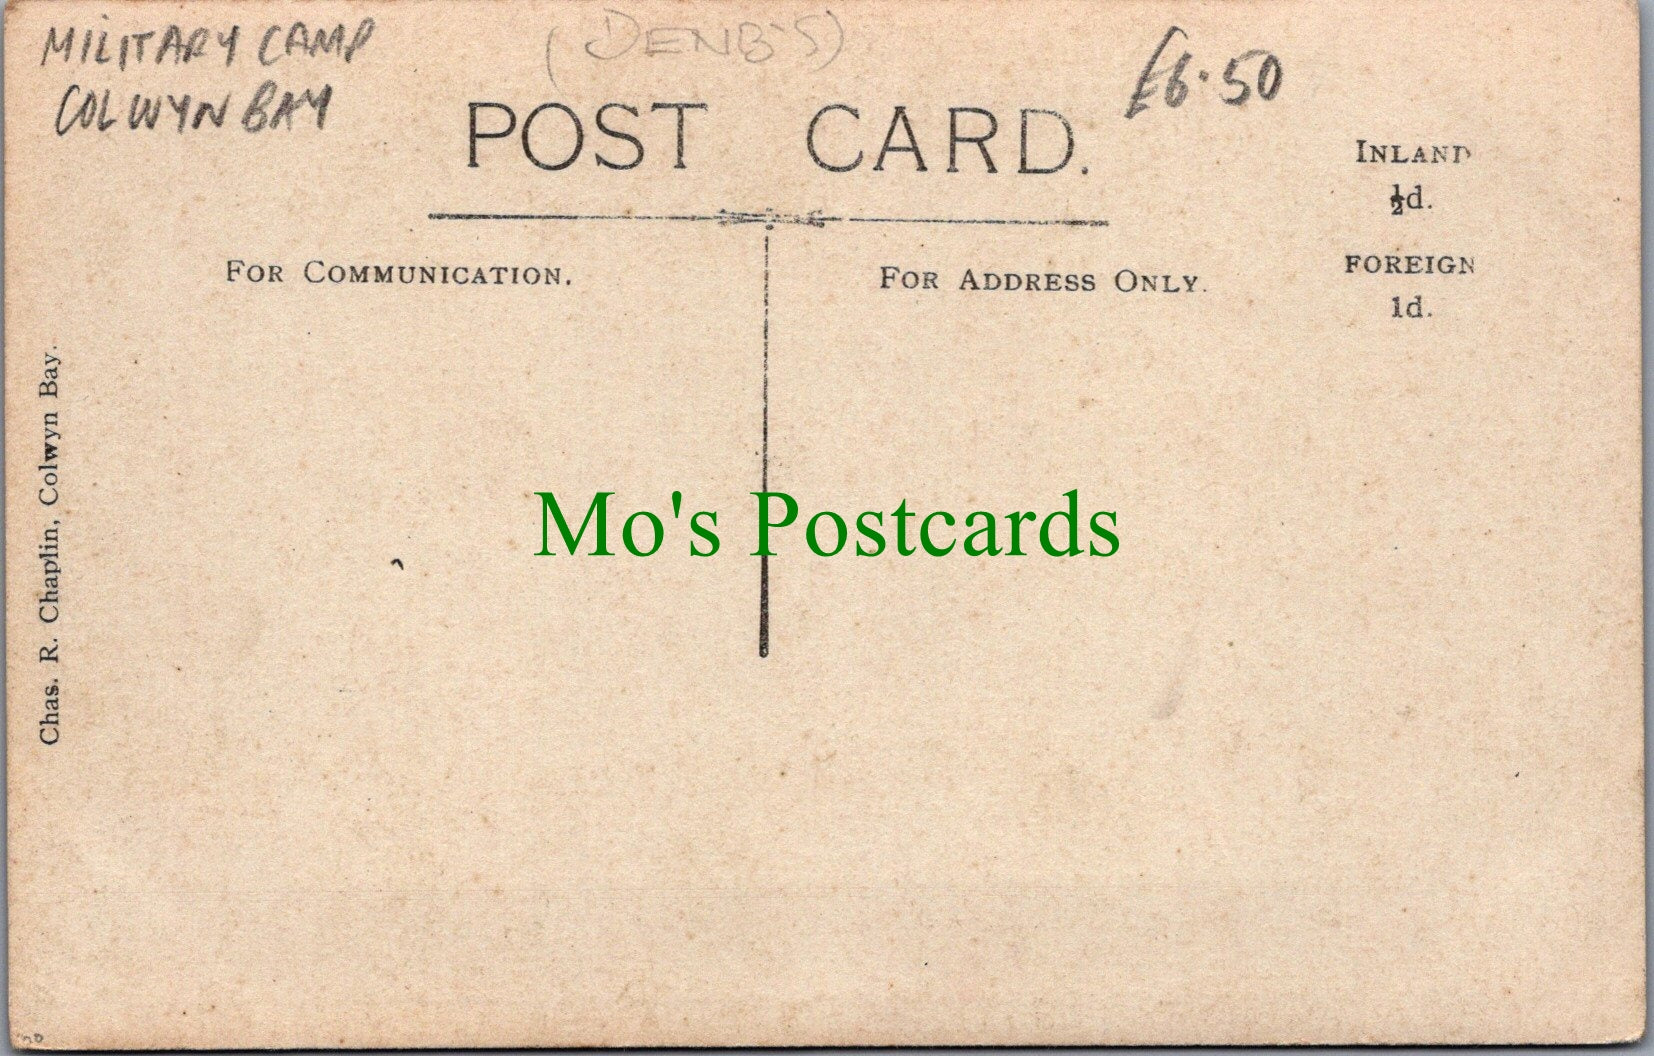 MILITARY CAMP
COLWYN BAY
(DENB'S)
£6.50
POST CARD.
INLAND
½d.
FOREIGN
1d.
FOR COMMUNICATION.
FOR ADDRESS ONLY.
Chas. R. Chaplin, Colwyn Bay.
Mo's Postcards